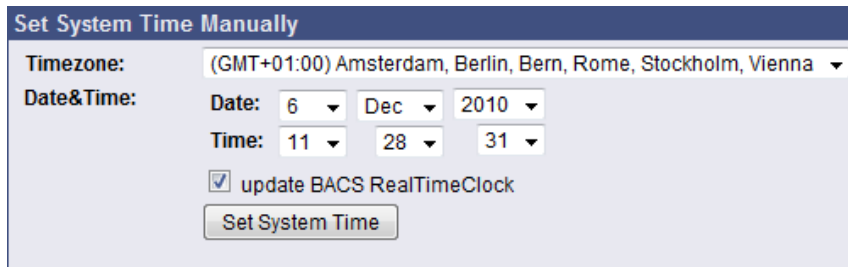 Set System Time Manually
Timezone: (GMT+01:00) Amsterdam, Berlin, Bern, Rome, Stockholm, Vienna
Date&Time: Date: 6 Dec 2010
Time: 11 28 31
update BACS RealTimeClock
Set System Time